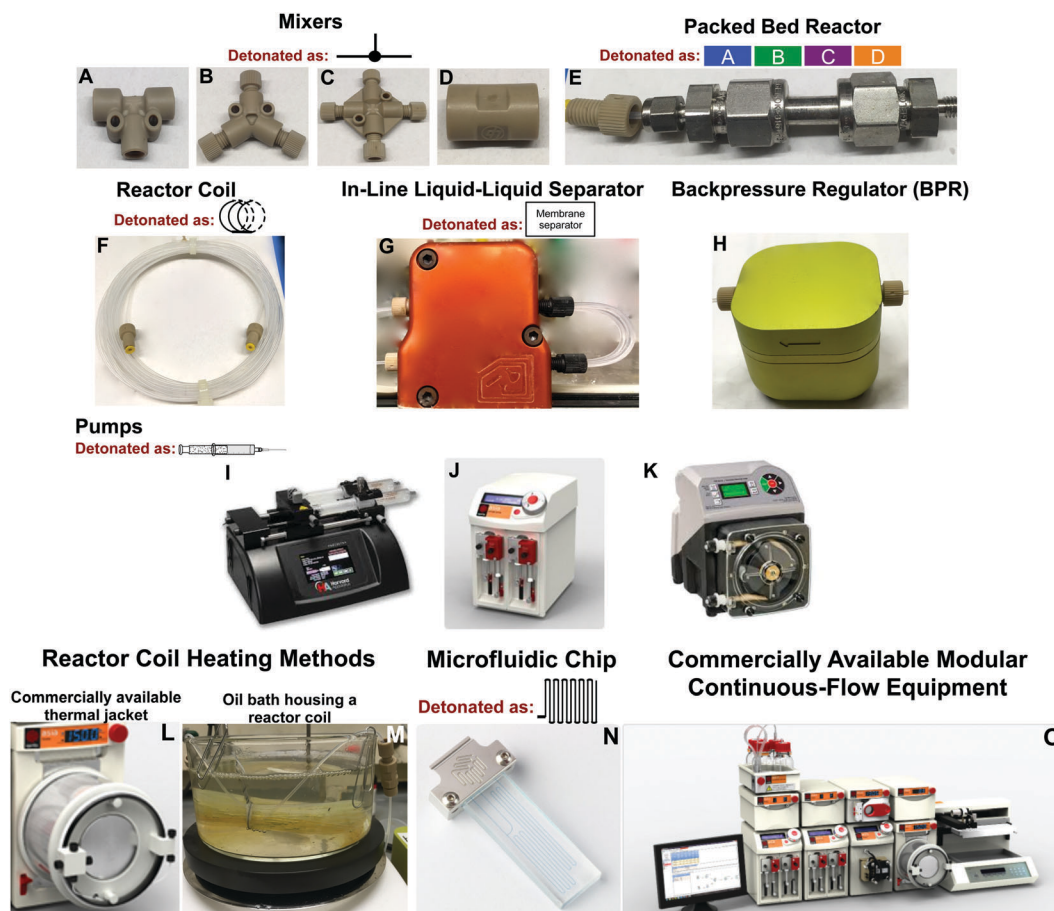 Mixers
Detonated as:
A
B
C
D
Packed Bed Reactor
Detonated as: A B C D
E
Reactor Coil
Detonated as:
F
In-Line Liquid-Liquid Separator
Detonated as: Membrane
separator
G
Backpressure Regulator (BPR)
H
Pumps
Detonated as:
I
J
K
Reactor Coil Heating Methods
Commercially available
thermal jacket
L
Oil bath housing a
reactor coil
M
Microfluidic Chip
Detonated as:
N
Commercially Available Modular
Continuous-Flow Equipment
O